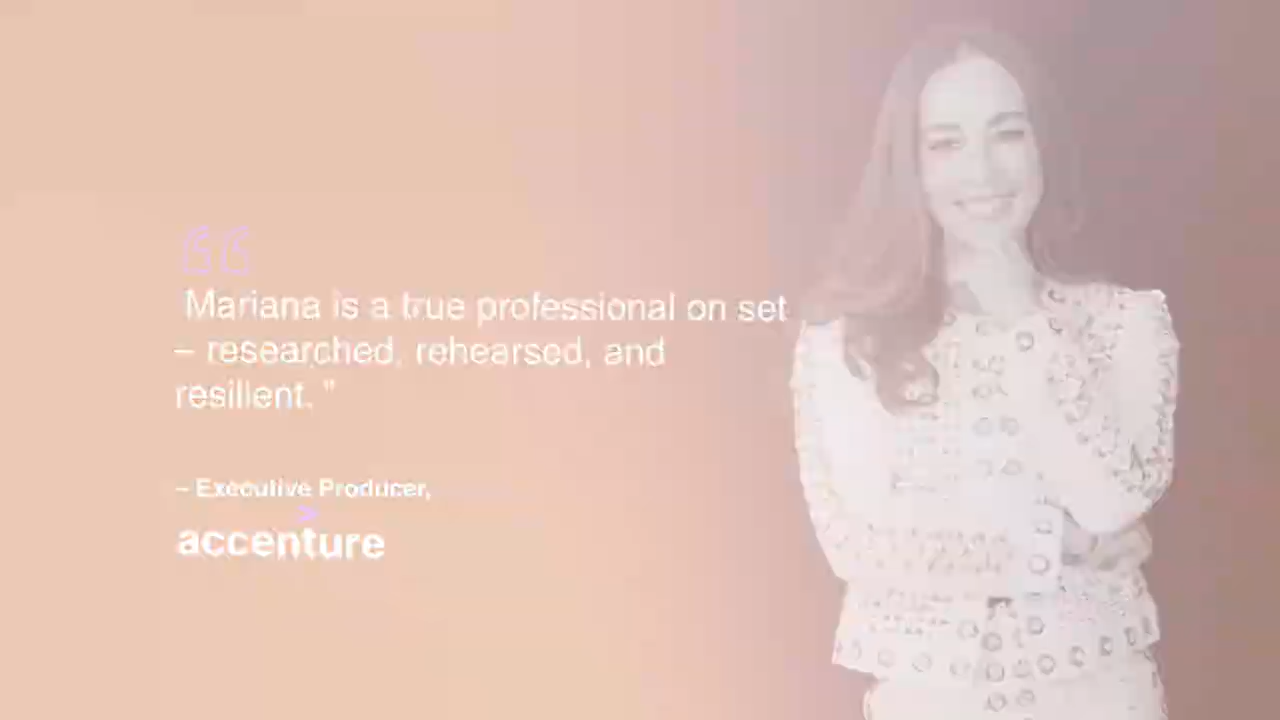 “
Mariana is a true professional on set
– researched, rehearsed, and
resilient. ”
– Executive Producer,
>
accenture